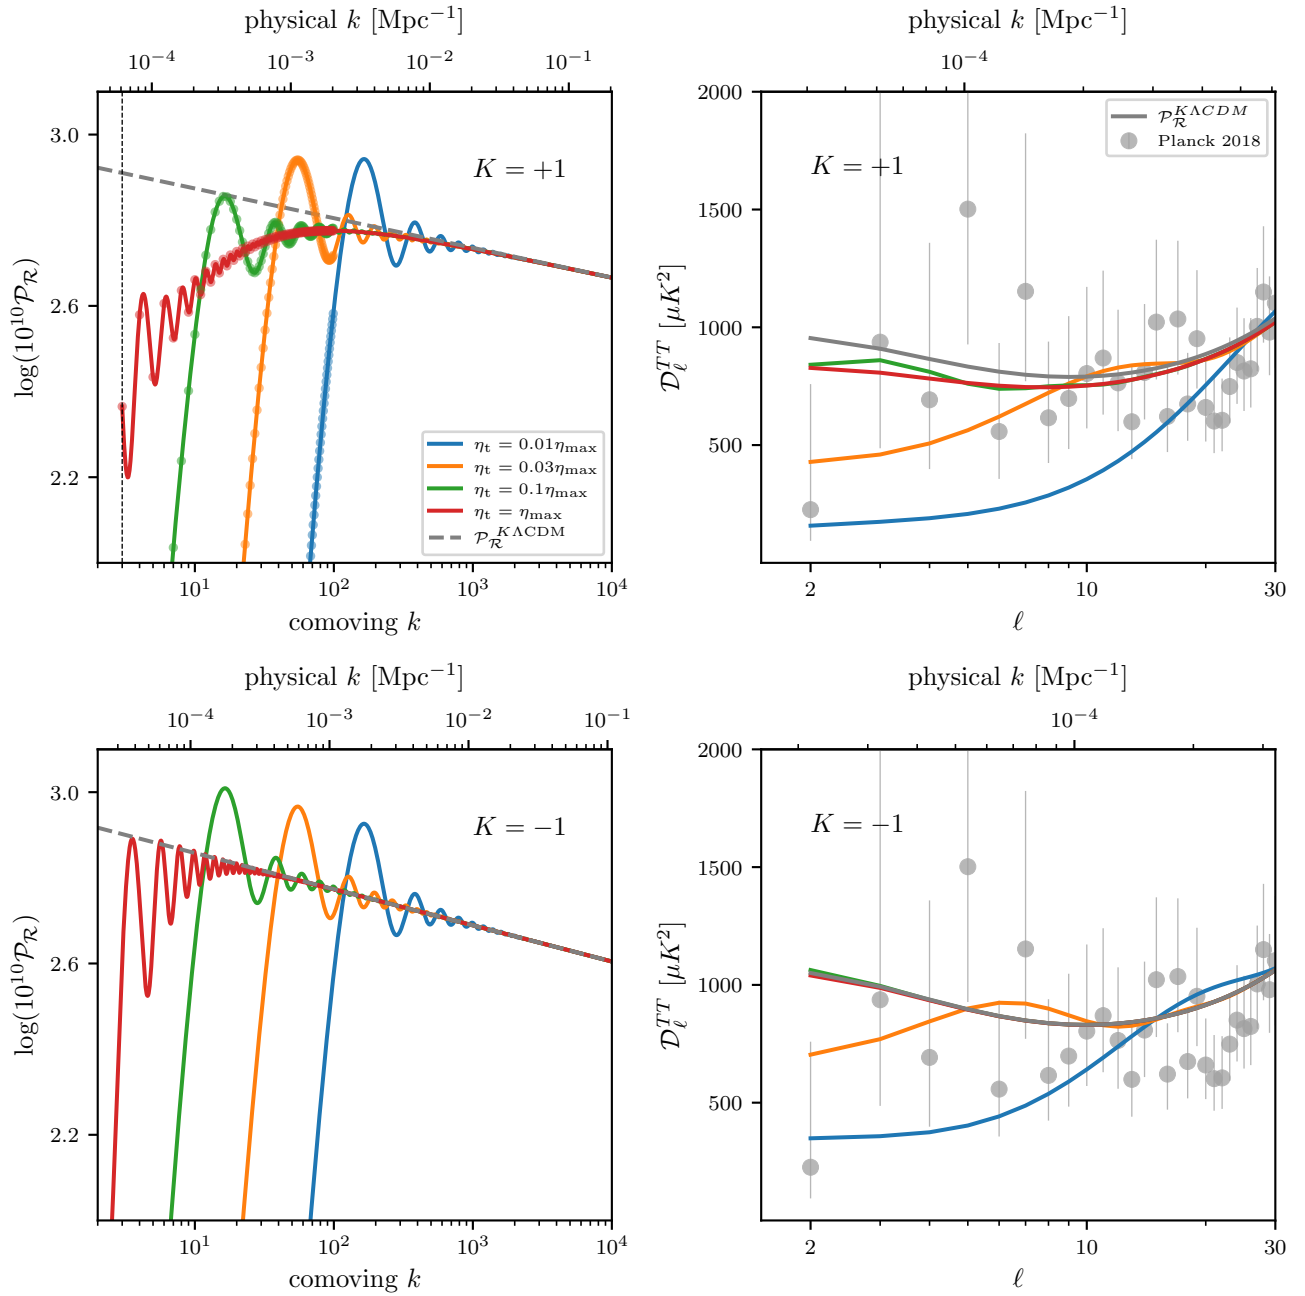 physical k [Mpc⁻¹]
10⁻⁴ 10⁻³ 10⁻² 10⁻¹
3.0
2.6
2.2
log(10¹⁰𝒫_ℛ)
K = +1
η_t = 0.01η_max
η_t = 0.03η_max
η_t = 0.1η_max
η_t = η_max
𝒫_ℛ^{KΛCDM}
10¹ 10² 10³ 10⁴
comoving k
physical k [Mpc⁻¹]
10⁻⁴
2000
1500
1000
500
𝒟_ℓ^{TT} [μK²]
K = +1
𝒫_ℛ^{KΛCDM}
Planck 2018
2 10 30
ℓ
physical k [Mpc⁻¹]
10⁻⁴ 10⁻³ 10⁻² 10⁻¹
3.0
2.6
2.2
log(10¹⁰𝒫_ℛ)
K = −1
10¹ 10² 10³ 10⁴
comoving k
physical k [Mpc⁻¹]
10⁻⁴
2000
1500
1000
500
𝒟_ℓ^{TT} [μK²]
K = −1
2 10 30
ℓ